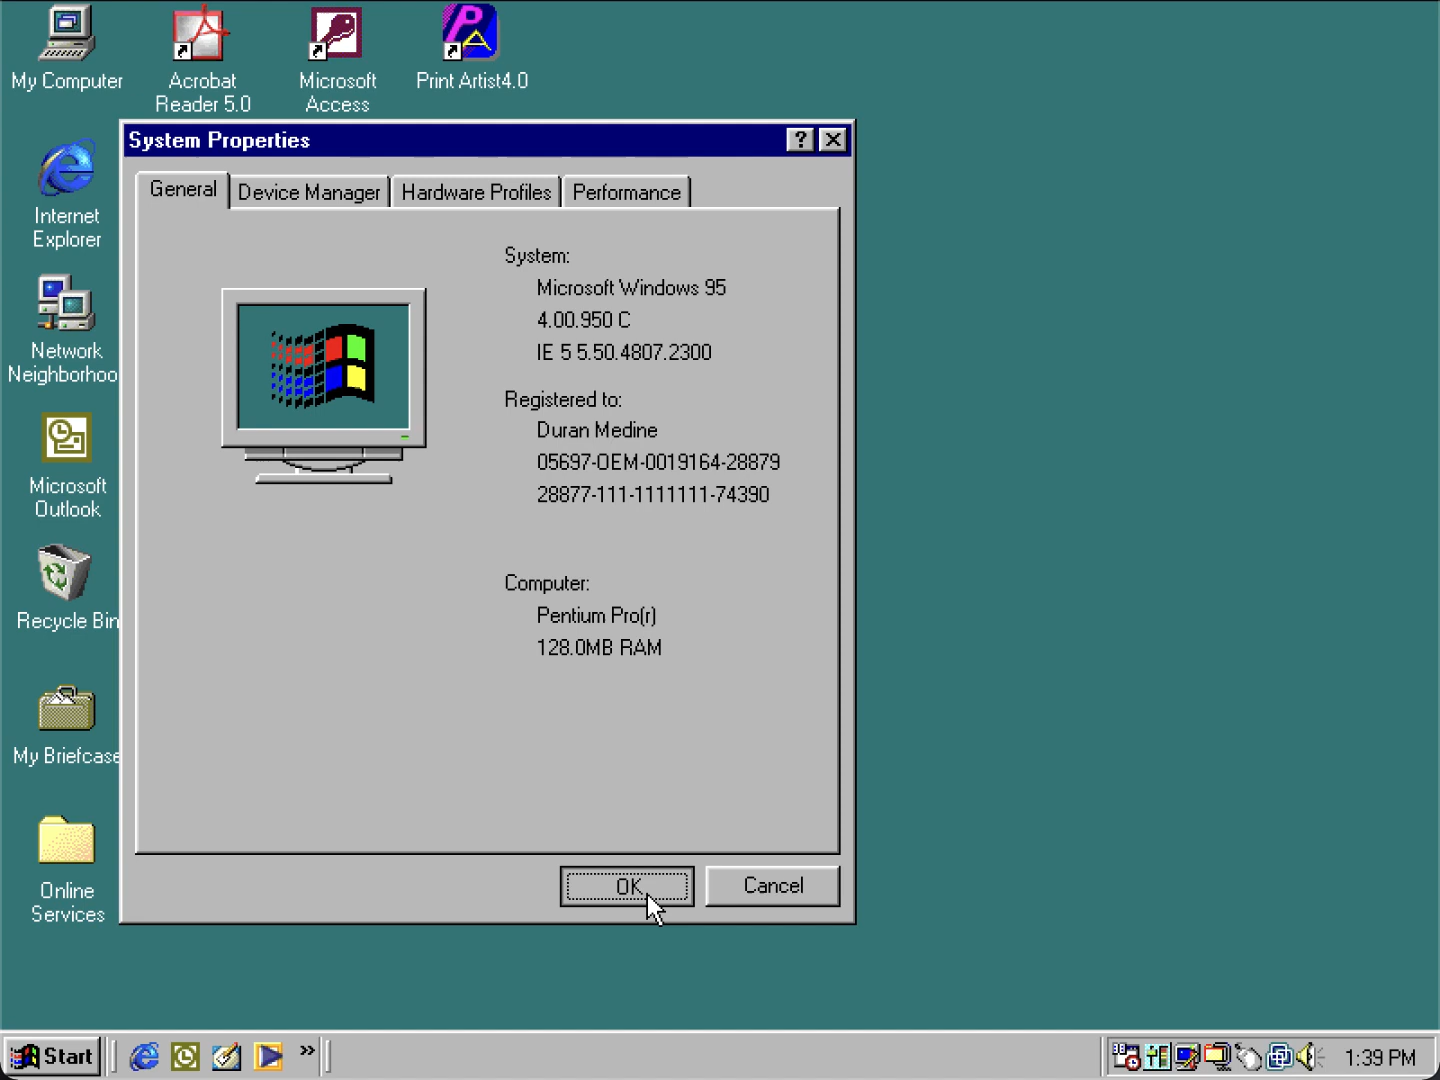 My Computer
Acrobat
Reader 5.0
Microsoft
Access
Print Artist4.0
System Properties
?
General
Device Manager
Hardware Profiles
Performance
Internet
Explorer
System:
Microsoft Windows 95
4.00.950 C
IE 5 5.50.4807.2300
Network
Neighborhoo
Registered to:
Duran Medine
05697-OEM-0019164-28879
28877-111-1111111-74390
Microsoft
Outlook
Computer:
Pentium Pro(r)
128.0MB RAM
Recycle Bin
My Briefcase
Online
Services
OK
Cancel
Start
1:39 PM